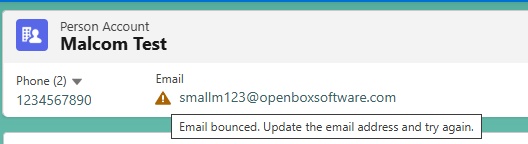 Person Account
Malcom Test
Phone (2)
Email
1234567890
smallm123@openboxsoftware.com
Email bounced. Update the email address and try again.